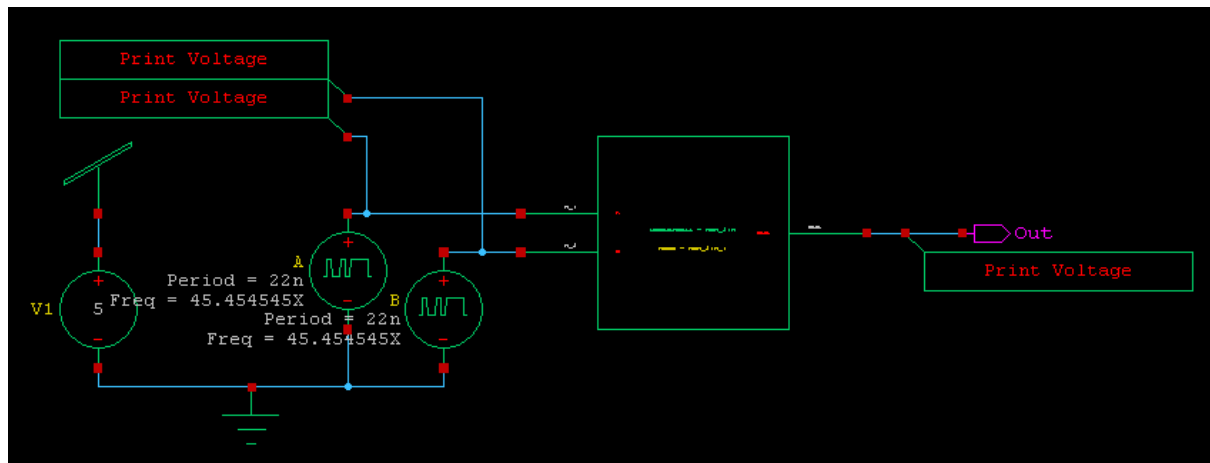 Print Voltage
Print Voltage
A
Period = 22n
Freq = 45.454545X
V1
5
B
Period = 22n
Freq = 45.454545X
Out
Print Voltage